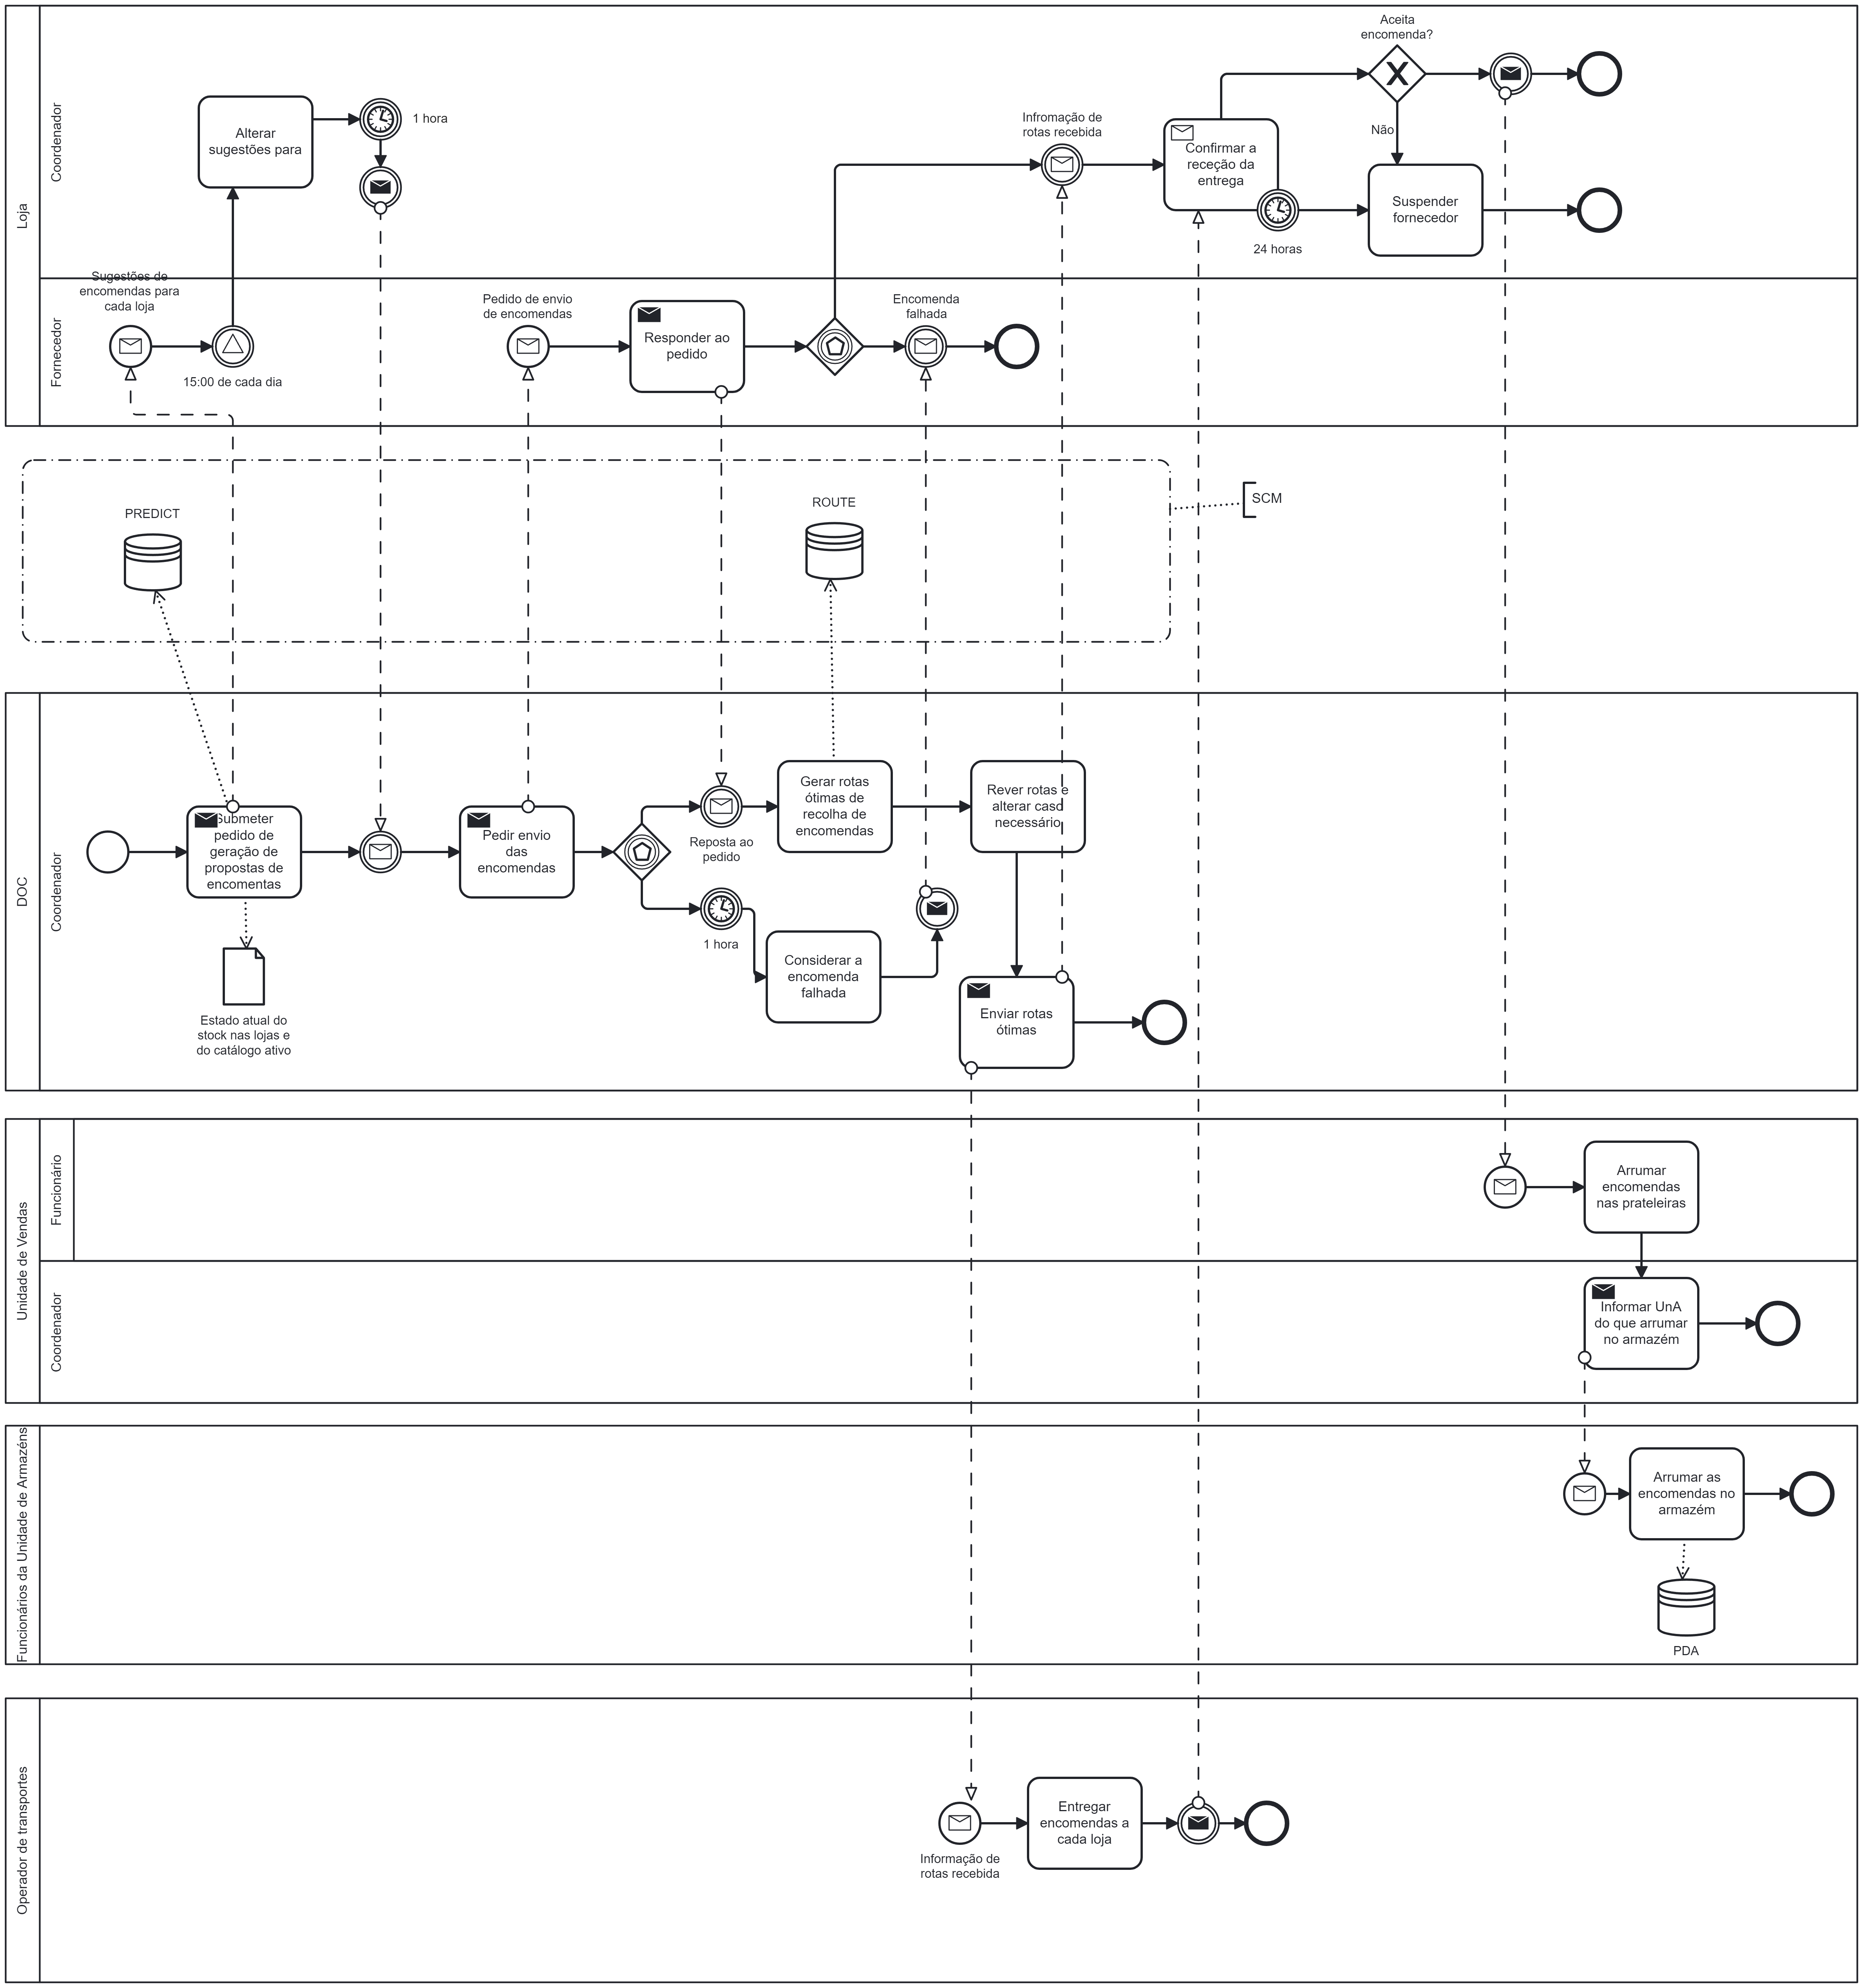 Loja
Coordenador
Alterar
sugestões para
1 hora
Infromação de
rotas recebida
Confirmar a
receção da
entrega
24 horas
Aceita
encomenda?
Não
Suspender
fornecedor
Fornecedor
Sugestões de
encomendas para
cada loja
15:00 de cada dia
Pedido de envio
de encomendas
Responder ao
pedido
Encomenda
falhada
PREDICT
ROUTE
SCM
DOC
Coordenador
Submeter
pedido de
geração de
propostas de
encomentas
Estado atual do
stock nas lojas e
do catálogo ativo
Pedir envio
das
encomendas
Reposta ao
pedido
1 hora
Gerar rotas
ótimas de
recolha de
encomendas
Considerar a
encomenda
falhada
Rever rotas e
alterar caso
necessário
Enviar rotas
ótimas
Unidade de Vendas
Funcionário
Arrumar
encomendas
nas prateleiras
Coordenador
Informar UnA
do que arrumar
no armazém
Funcionários da Unidade de Armazéns
Arrumar as
encomendas no
armazém
PDA
Operador de transportes
Informação de
rotas recebida
Entregar
encomendas a
cada loja